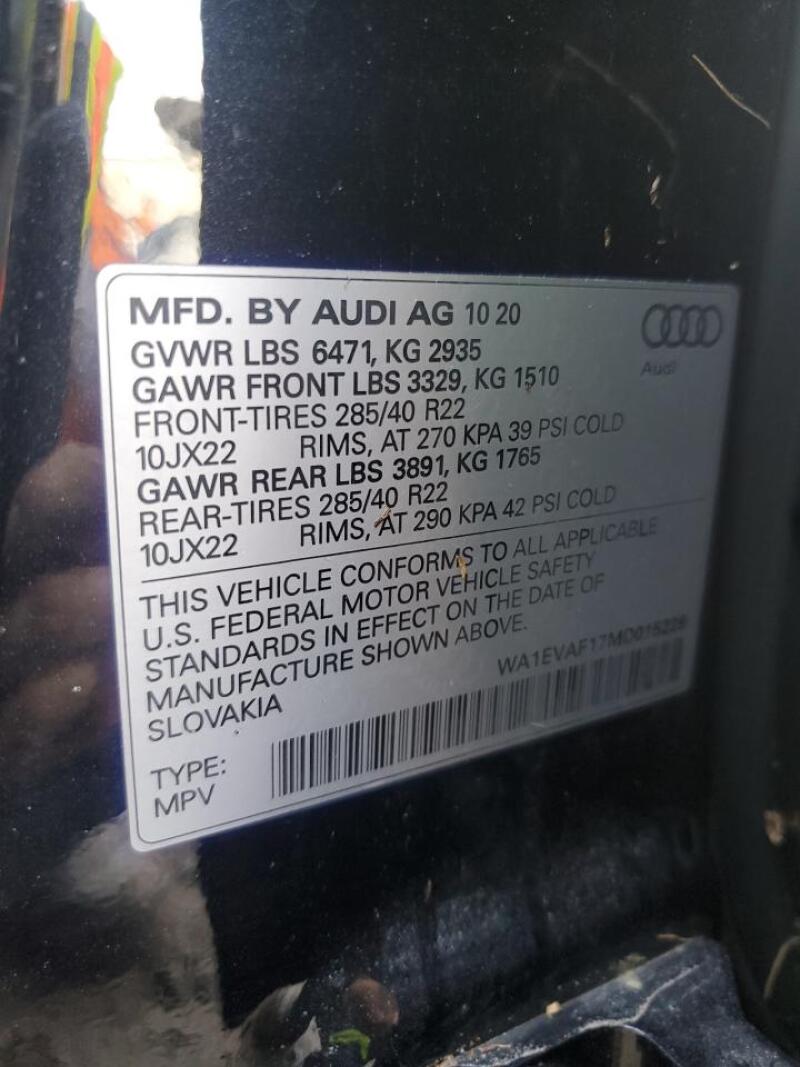 MFD. BY AUDI AG 10 20
Audi
GVWR LBS 6471, KG 2935
GAWR FRONT LBS 3329, KG 1510
FRONT-TIRES 285/40 R22
10JX22 RIMS, AT 270 KPA 39 PSI COLD
GAWR REAR LBS 3891, KG 1765
REAR-TIRES 285/40 R22
10JX22 RIMS, AT 290 KPA 42 PSI COLD
THIS VEHICLE CONFORMS TO ALL APPLICABLE
U.S. FEDERAL MOTOR VEHICLE SAFETY
STANDARDS IN EFFECT ON THE DATE OF
MANUFACTURE SHOWN ABOVE.
SLOVAKIA
WA1EVAF17MD015228
TYPE:
MPV